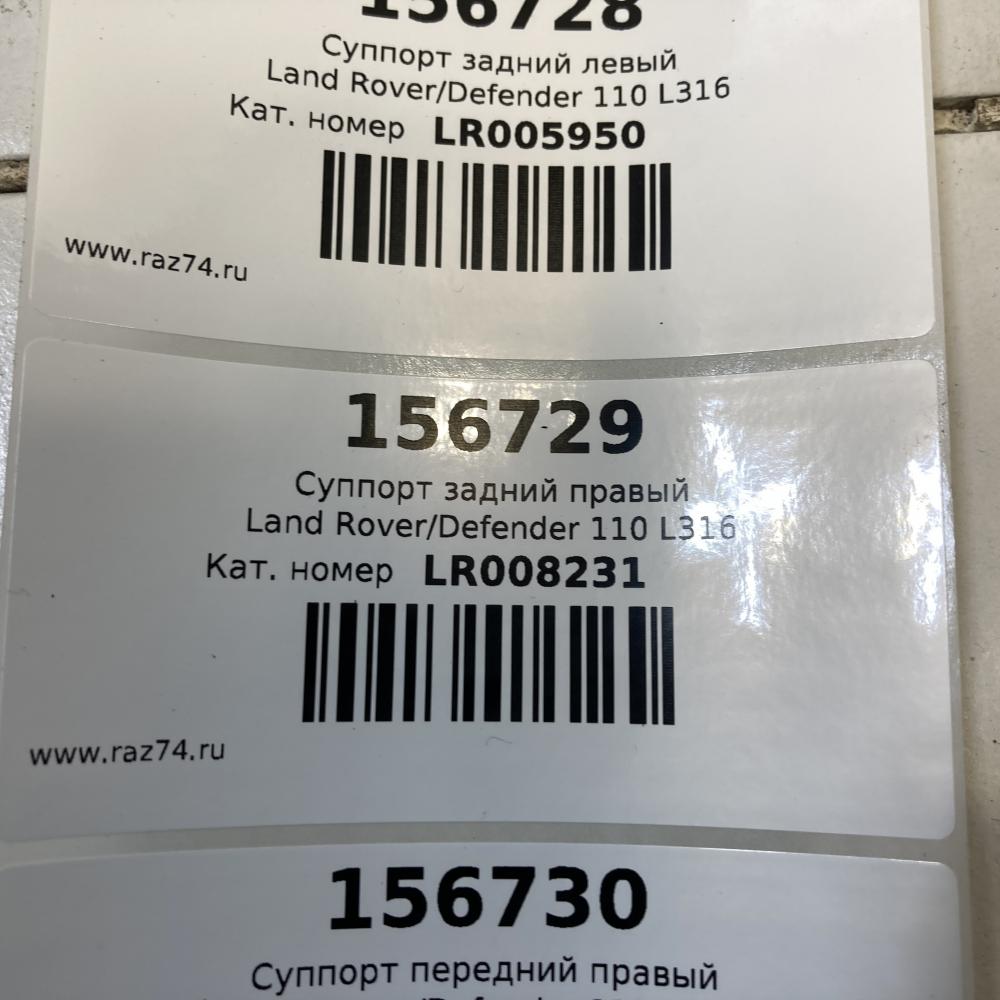 156728
Суппорт задний левый
Land Rover/Defender 110 L316
Кат. номер LR005950
www.raz74.ru
156729
Суппорт задний правый
Land Rover/Defender 110 L316
Кат. номер LR008231
www.raz74.ru
156730
Суппорт передний правый